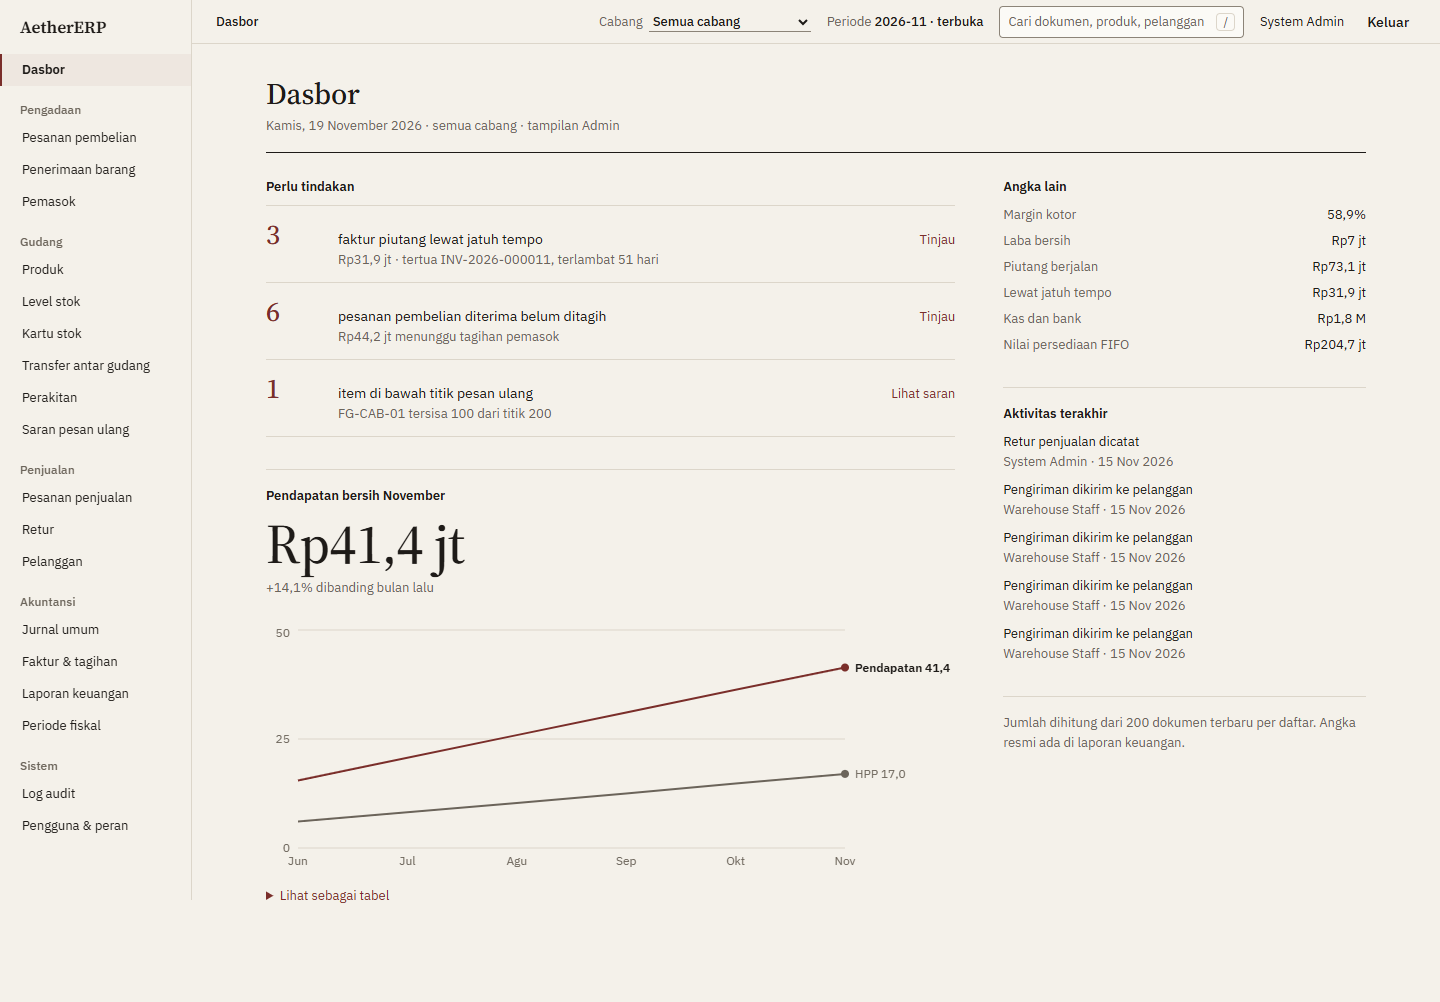 AetherERP
Dasbor
Pengadaan
Pesanan pembelian
Penerimaan barang
Pemasok
Gudang
Produk
Level stok
Kartu stok
Transfer antar gudang
Perakitan
Saran pesan ulang
Penjualan
Pesanan penjualan
Retur
Pelanggan
Akuntansi
Jurnal umum
Faktur & tagihan
Laporan keuangan
Periode fiskal
Sistem
Log audit
Pengguna & peran
Dasbor
Cabang Semua cabang
Periode 2026-11 · terbuka
Cari dokumen, produk, pelanggan /
System Admin
Keluar
Dasbor
Kamis, 19 November 2026 · semua cabang · tampilan Admin
Perlu tindakan
3 faktur piutang lewat jatuh tempo Tinjau
Rp31,9 jt · tertua INV-2026-000011, terlambat 51 hari
6 pesanan pembelian diterima belum ditagih Tinjau
Rp44,2 jt menunggu tagihan pemasok
1 item di bawah titik pesan ulang Lihat saran
FG-CAB-01 tersisa 100 dari titik 200
Pendapatan bersih November
Rp41,4 jt
+14,1% dibanding bulan lalu
50
Pendapatan 41,4
25
HPP 17,0
0
Jun Jul Agu Sep Okt Nov
Lihat sebagai tabel
Angka lain
Margin kotor 58,9%
Laba bersih Rp7 jt
Piutang berjalan Rp73,1 jt
Lewat jatuh tempo Rp31,9 jt
Kas dan bank Rp1,8 M
Nilai persediaan FIFO Rp204,7 jt
Aktivitas terakhir
Retur penjualan dicatat
System Admin · 15 Nov 2026
Pengiriman dikirim ke pelanggan
Warehouse Staff · 15 Nov 2026
Pengiriman dikirim ke pelanggan
Warehouse Staff · 15 Nov 2026
Pengiriman dikirim ke pelanggan
Warehouse Staff · 15 Nov 2026
Pengiriman dikirim ke pelanggan
Warehouse Staff · 15 Nov 2026
Jumlah dihitung dari 200 dokumen terbaru per daftar. Angka
resmi ada di laporan keuangan.